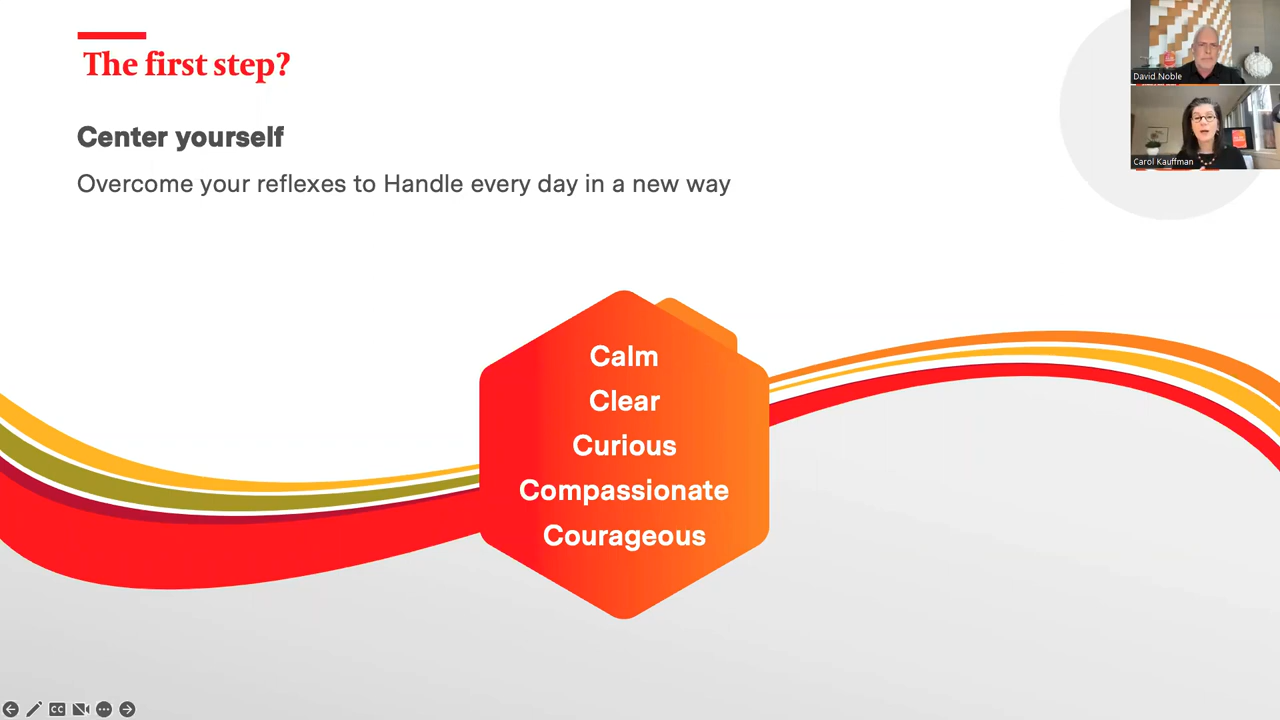 The first step?
Center yourself
Overcome your reflexes to Handle every day in a new way
Calm
Clear
Curious
Compassionate
Courageous
David Noble
Carol Kauffman
CC